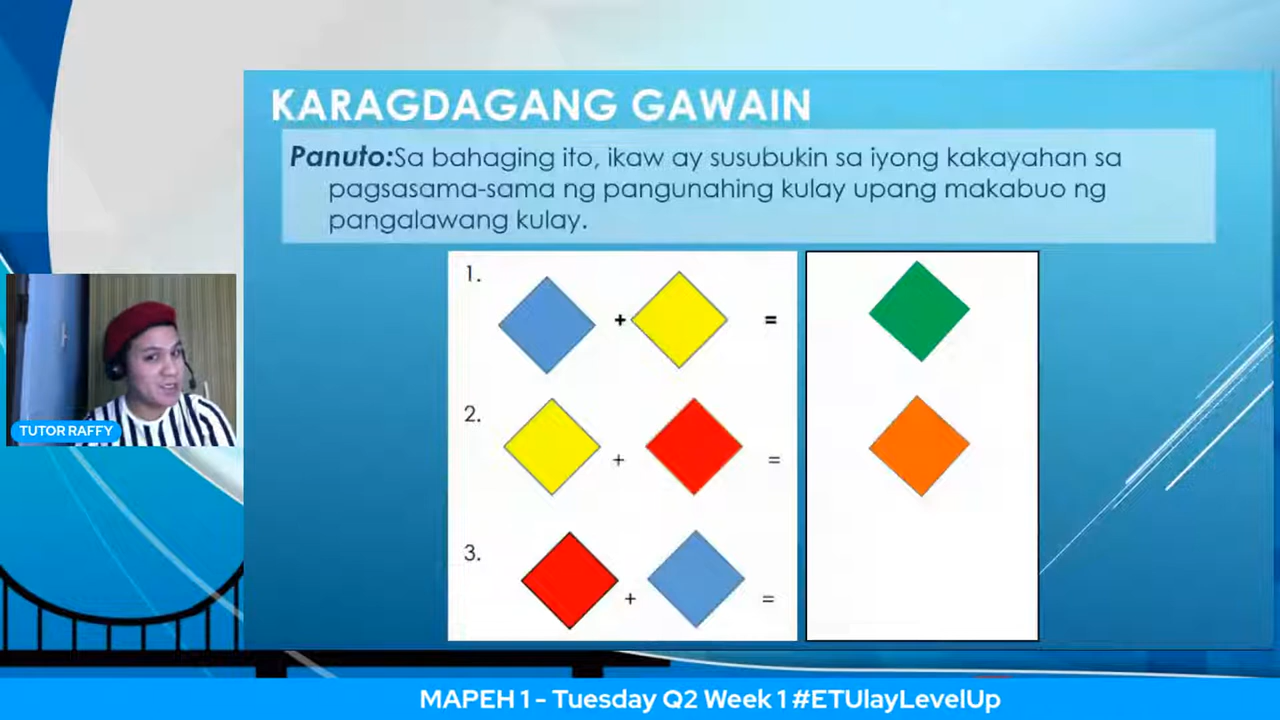 KARAGDAGANG GAWAIN
Panuto:Sa bahaging ito, ikaw ay susubukin sa iyong kakayahan sa
pagsasama-sama ng pangunahing kulay upang makabuo ng
pangalawang kulay.
1.
+ =
2.
+ =
3.
+ =
TUTOR RAFFY
MAPEH 1 - Tuesday Q2 Week 1 #ETUlayLevelUp